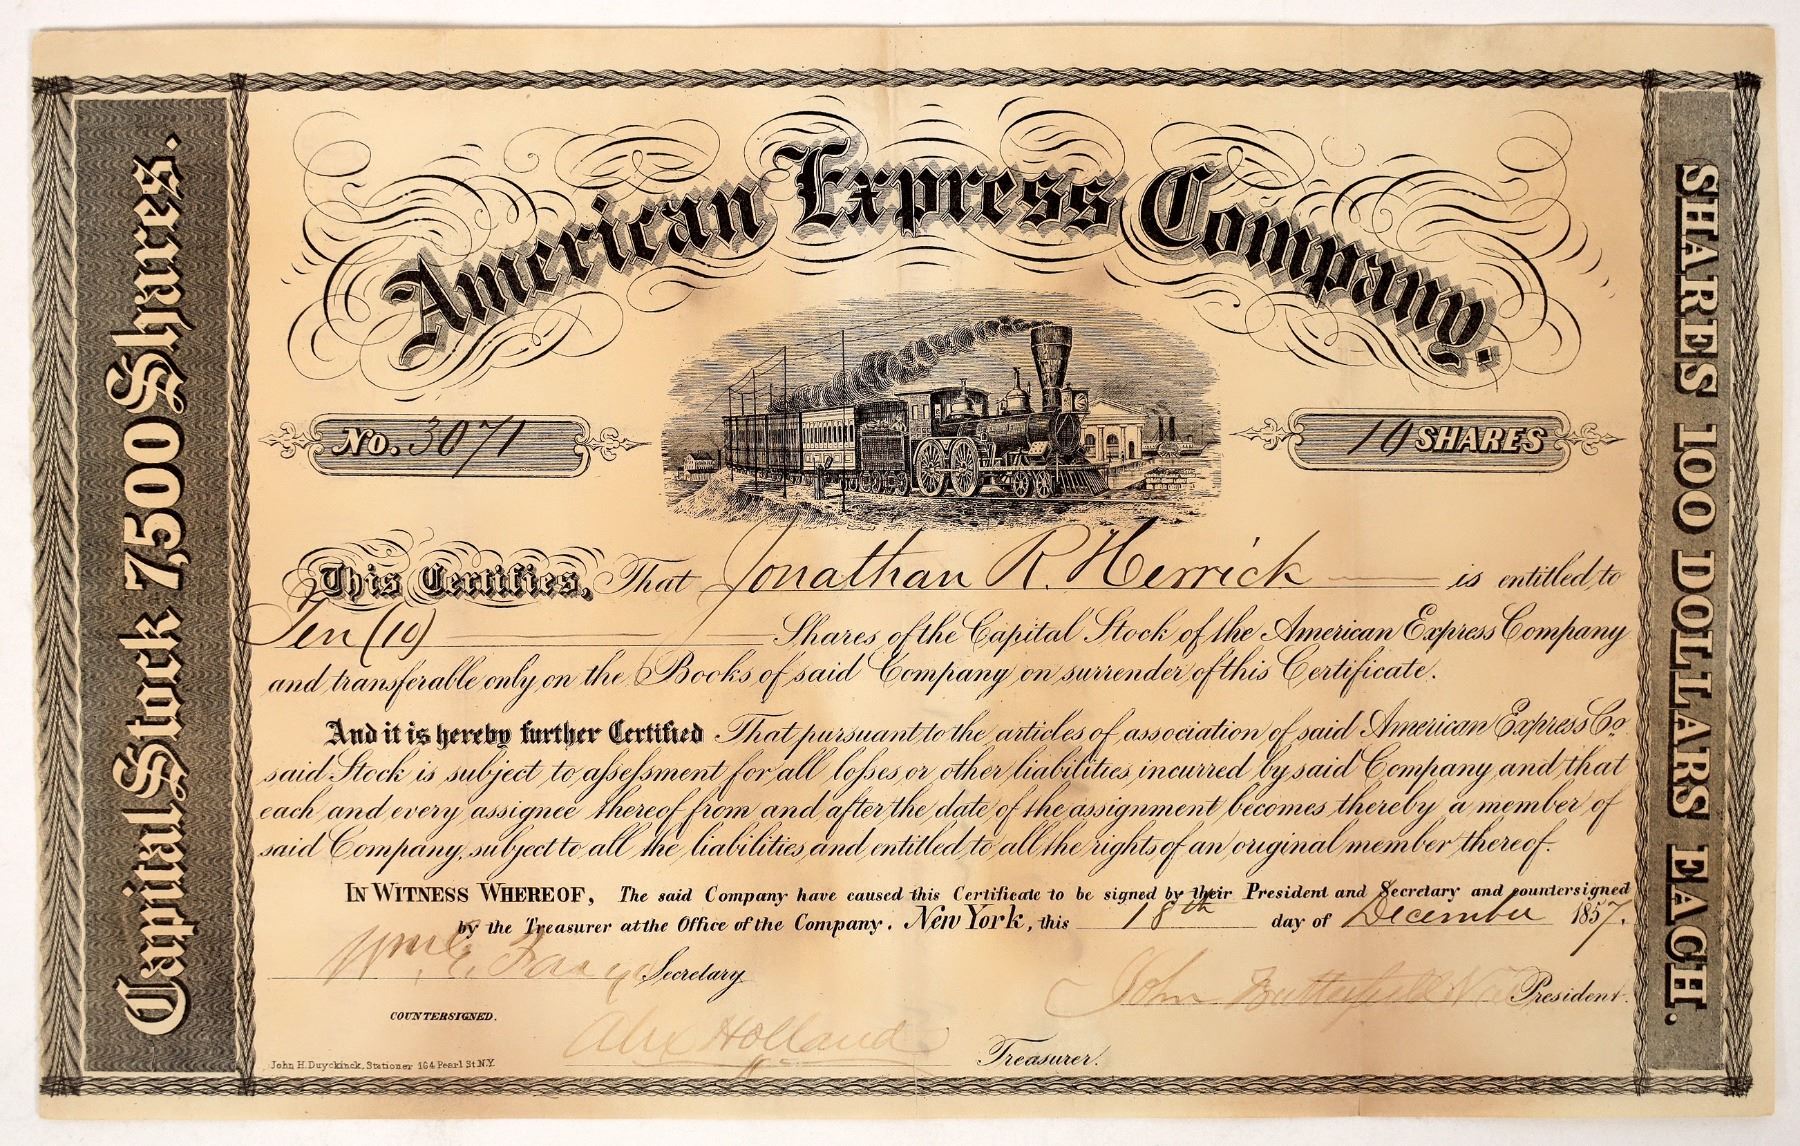 Capital Stock 7,500 Shares.
American Express Company.
No. 3071
10 SHARES
This Certifies, That Jonathan R. Herrick is entitled to
Ten (10) Shares of the Capital Stock of the American Express Company
and transferable only on the Books of said Company on surrender of this Certificate.
And it is hereby further Certified That pursuant to the articles of association of said American Express Co.
said Stock is subject to assessment for all losses or other liabilities incurred by said Company and that
each and every assignee thereof from and after the date of the assignment becomes thereby a member of
said Company, subject to all the liabilities and entitled to all the rights of an original member thereof.
IN WITNESS WHEREOF, The said Company have caused this Certificate to be signed by their President and Secretary and countersigned
by the Treasurer at the Office of the Company. New York, this 18th day of December 1857.
Wm. G. Fargo Secretary
John Butterfield President.
COUNTERSIGNED.
Alex Holland Treasurer.
John H. Duyckinck, Stationer 164 Pearl St N.Y.
SHARES 100 DOLLARS EACH.